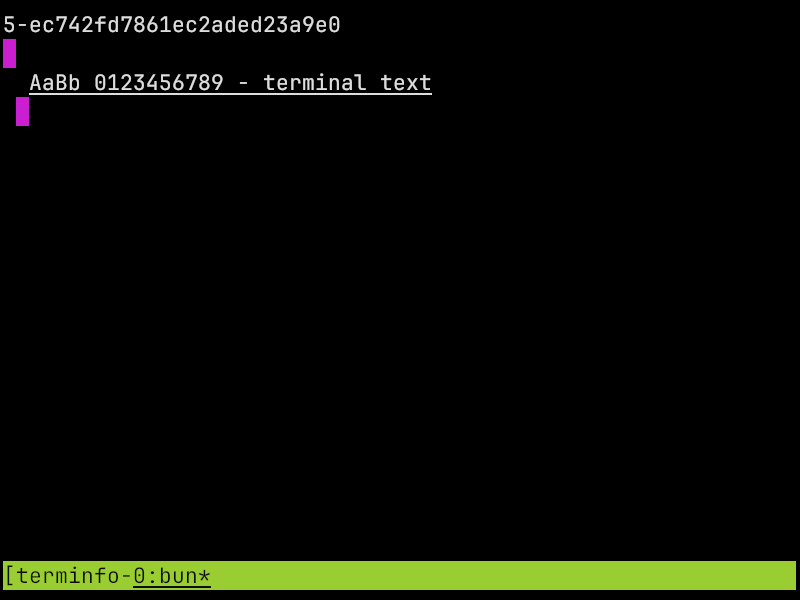 5-ec742fd7861ec2aded23a9e0
AaBb 0123456789 - terminal text
[terminfo-0:bun*